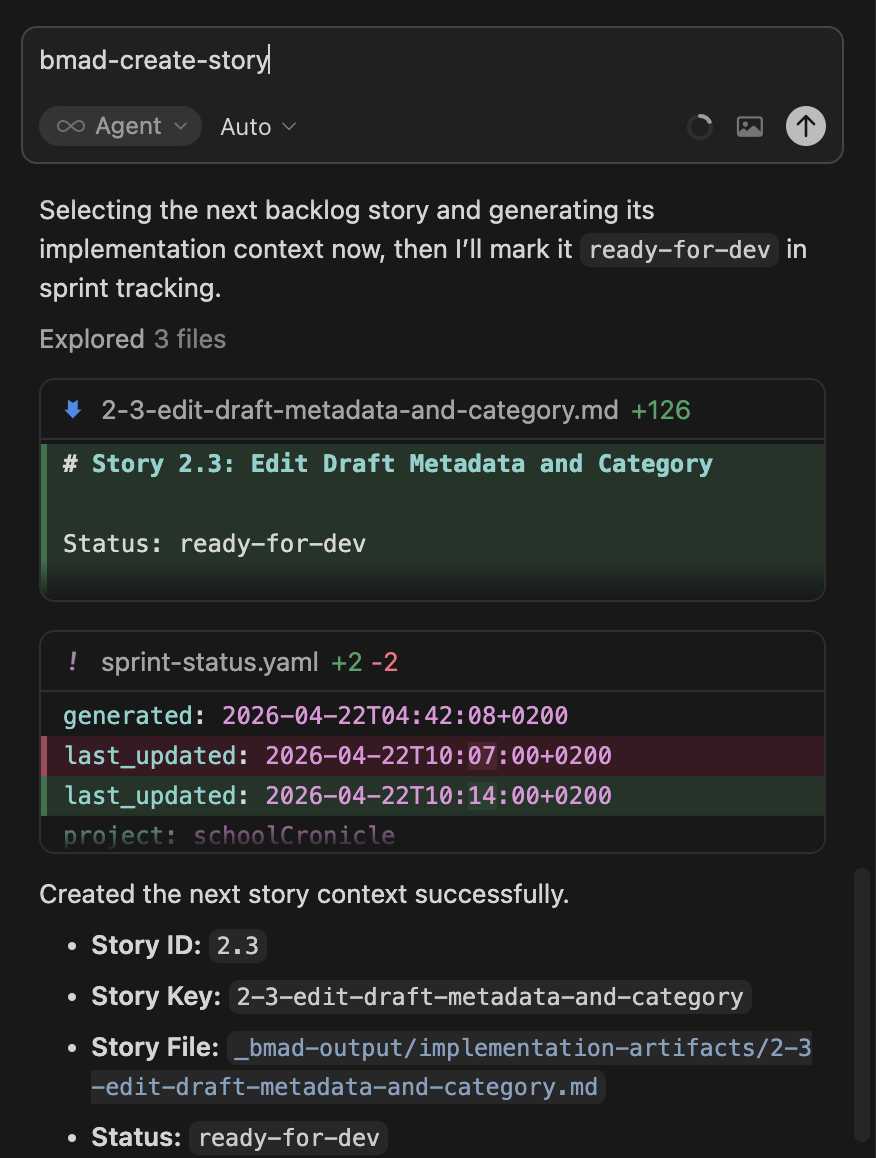 bmad-create-story
Agent Auto
Selecting the next backlog story and generating its
implementation context now, then I’ll mark it ready-for-dev in
sprint tracking.
Explored 3 files
2-3-edit-draft-metadata-and-category.md +126
# Story 2.3: Edit Draft Metadata and Category
Status: ready-for-dev
! sprint-status.yaml +2 -2
generated: 2026-04-22T04:42:08+0200
last_updated: 2026-04-22T10:07:00+0200
last_updated: 2026-04-22T10:14:00+0200
project: schoolCronicle
Created the next story context successfully.
• Story ID: 2.3
• Story Key: 2-3-edit-draft-metadata-and-category
• Story File: _bmad-output/implementation-artifacts/2-3
-edit-draft-metadata-and-category.md
• Status: ready-for-dev